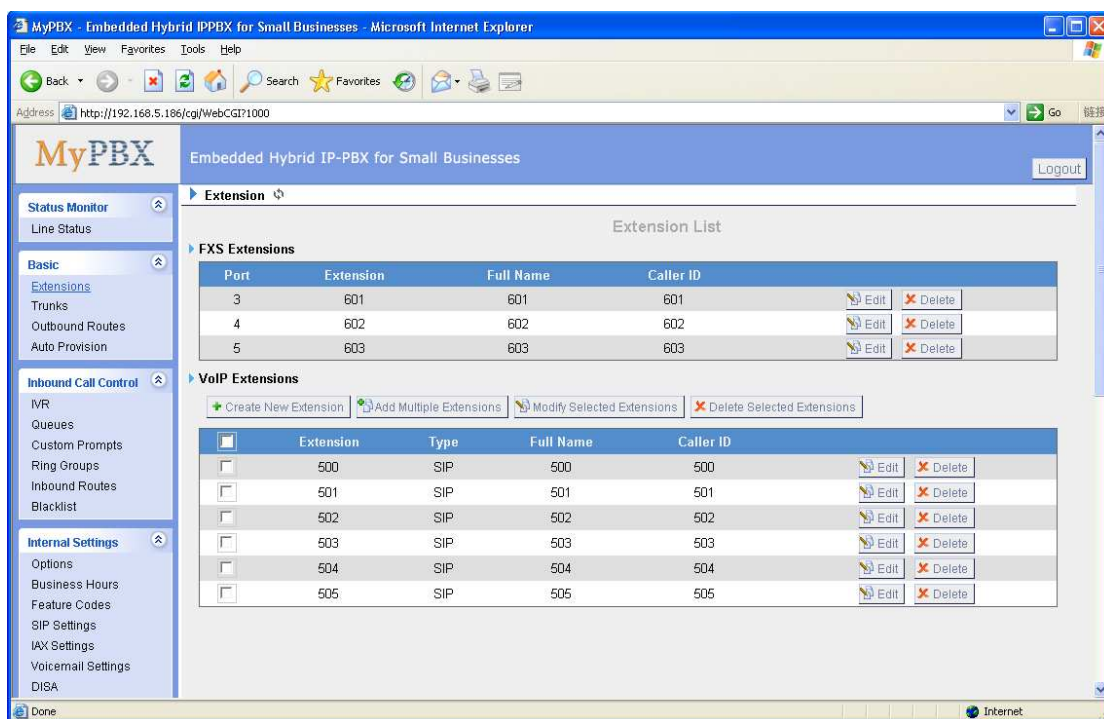 MyPBX - Embedded Hybrid IPPBX for Small Businesses - Microsoft Internet Explorer
File Edit View Favorites Tools Help
Back Search Favorites
Address http://192.168.5.186/cgi/WebCGI?1000 Go 链接
MyPBX
Embedded Hybrid IP-PBX for Small Businesses
Logout
Status Monitor
Line Status
Basic
Extensions
Trunks
Outbound Routes
Auto Provision
Inbound Call Control
IVR
Queues
Custom Prompts
Ring Groups
Inbound Routes
Blacklist
Internal Settings
Options
Business Hours
Feature Codes
SIP Settings
IAX Settings
Voicemail Settings
DISA
Extension
Extension List
FXS Extensions
Port Extension Full Name Caller ID
3 601 601 601 Edit Delete
4 602 602 602 Edit Delete
5 603 603 603 Edit Delete
VoIP Extensions
Create New Extension Add Multiple Extensions Modify Selected Extensions Delete Selected Extensions
Extension Type Full Name Caller ID
500 SIP 500 500 Edit Delete
501 SIP 501 501 Edit Delete
502 SIP 502 502 Edit Delete
503 SIP 503 503 Edit Delete
504 SIP 504 504 Edit Delete
505 SIP 505 505 Edit Delete
Done Internet